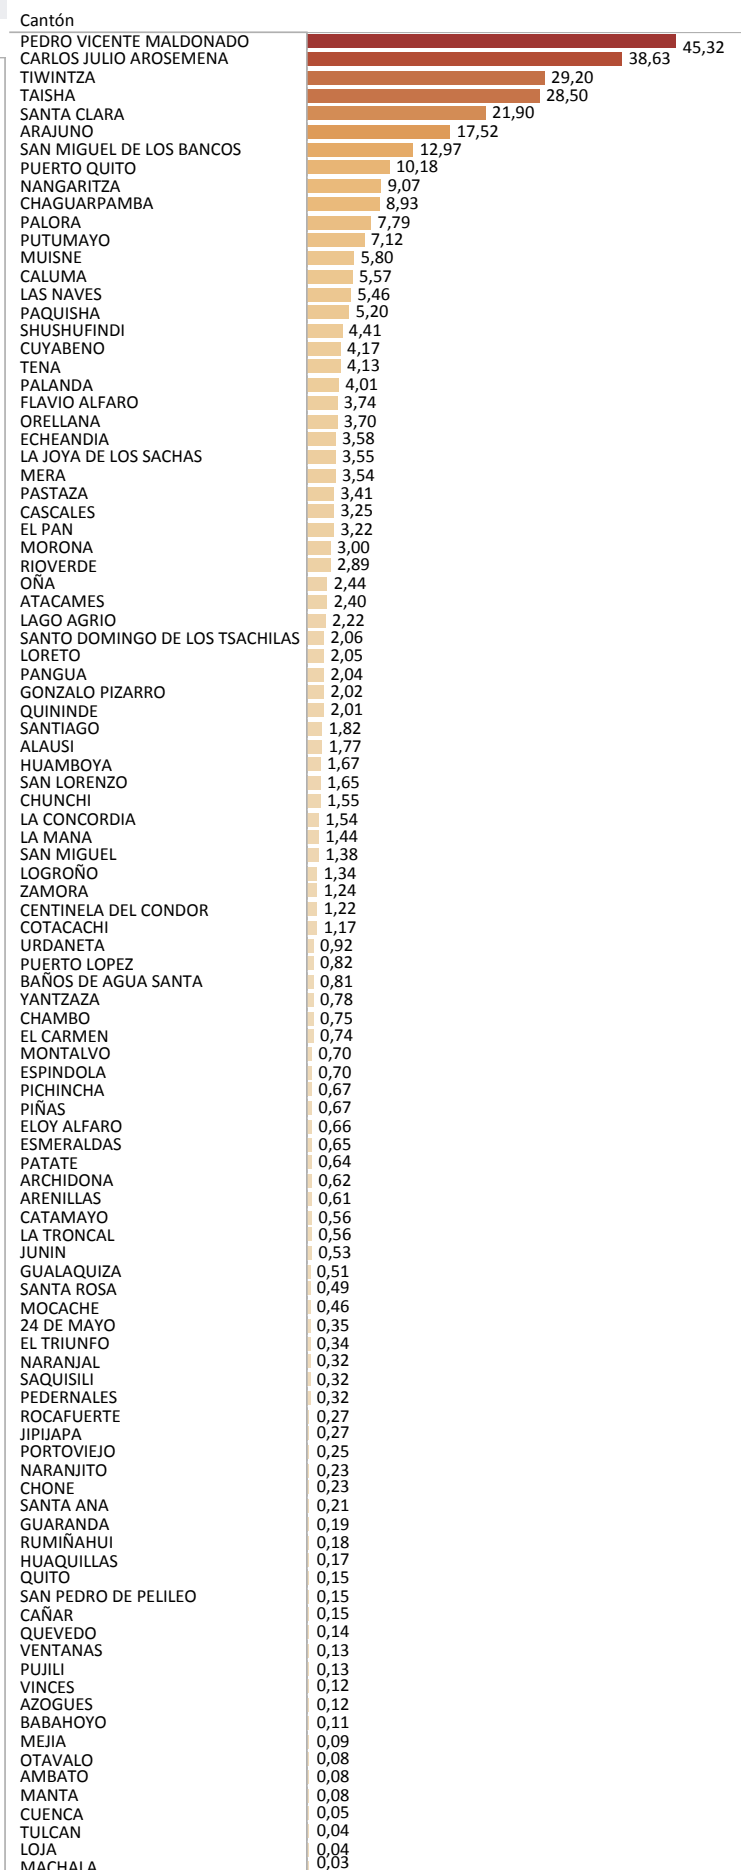 Cantón
PEDRO VICENTE MALDONADO 45,32
CARLOS JULIO AROSEMENA 38,63
TIWINTZA 29,20
TAISHA 28,50
SANTA CLARA 21,90
ARAJUNO 17,52
SAN MIGUEL DE LOS BANCOS 12,97
PUERTO QUITO 10,18
NANGARITZA 9,07
CHAGUARPAMBA 8,93
PALORA 7,79
PUTUMAYO 7,12
MUISNE 5,80
CALUMA 5,57
LAS NAVES 5,46
PAQUISHA 5,20
SHUSHUFINDI 4,41
CUYABENO 4,17
TENA 4,13
PALANDA 4,01
FLAVIO ALFARO 3,74
ORELLANA 3,70
ECHEANDIA 3,58
LA JOYA DE LOS SACHAS 3,55
MERA 3,54
PASTAZA 3,41
CASCALES 3,25
EL PAN 3,22
MORONA 3,00
RIOVERDE 2,89
OÑA 2,44
ATACAMES 2,40
LAGO AGRIO 2,22
SANTO DOMINGO DE LOS TSACHILAS 2,06
LORETO 2,05
PANGUA 2,04
GONZALO PIZARRO 2,02
QUININDE 2,01
SANTIAGO 1,82
ALAUSI 1,77
HUAMBOYA 1,67
SAN LORENZO 1,65
CHUNCHI 1,55
LA CONCORDIA 1,54
LA MANA 1,44
SAN MIGUEL 1,38
LOGROÑO 1,34
ZAMORA 1,24
CENTINELA DEL CONDOR 1,22
COTACACHI 1,17
URDANETA 0,92
PUERTO LOPEZ 0,82
BAÑOS DE AGUA SANTA 0,81
YANTZAZA 0,78
CHAMBO 0,75
EL CARMEN 0,74
MONTALVO 0,70
ESPINDOLA 0,70
PICHINCHA 0,67
PIÑAS 0,67
ELOY ALFARO 0,66
ESMERALDAS 0,65
PATATE 0,64
ARCHIDONA 0,62
ARENILLAS 0,61
CATAMAYO 0,56
LA TRONCAL 0,56
JUNIN 0,53
GUALAQUIZA 0,51
SANTA ROSA 0,49
MOCACHE 0,46
24 DE MAYO 0,35
EL TRIUNFO 0,34
NARANJAL 0,32
SAQUISILI 0,32
PEDERNALES 0,32
ROCAFUERTE 0,27
JIPIJAPA 0,27
PORTOVIEJO 0,25
NARANJITO 0,23
CHONE 0,23
SANTA ANA 0,21
GUARANDA 0,19
RUMIÑAHUI 0,18
HUAQUILLAS 0,17
QUITO 0,15
SAN PEDRO DE PELILEO 0,15
CAÑAR 0,15
QUEVEDO 0,14
VENTANAS 0,13
PUJILI 0,13
VINCES 0,12
AZOGUES 0,12
BABAHOYO 0,11
MEJIA 0,09
OTAVALO 0,08
AMBATO 0,08
MANTA 0,08
CUENCA 0,05
TULCAN 0,04
LOJA 0,04
MACHALA 0,03